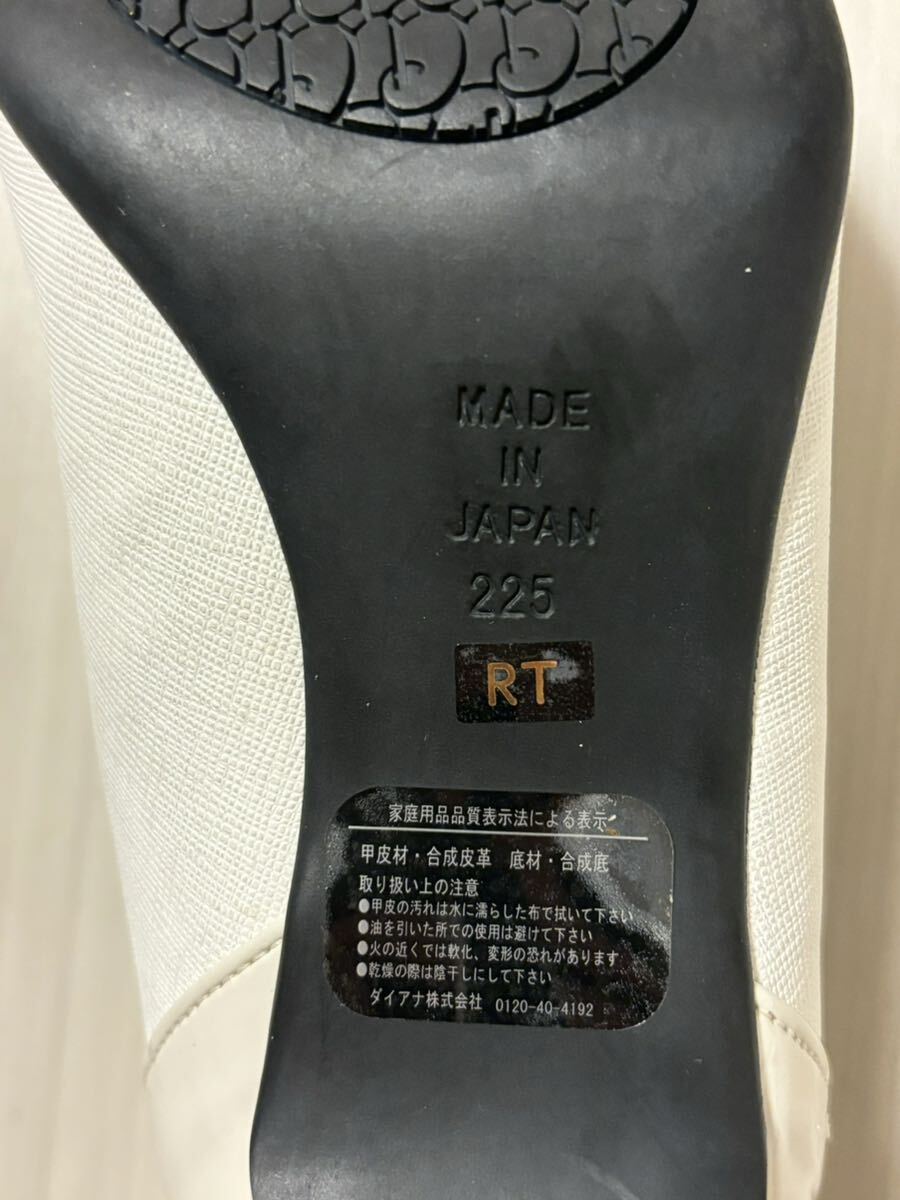 MADE
IN
JAPAN
225
RT
家庭用品品質表示法による表示
甲皮材・合成皮革 底材・合成底
取り扱い上の注意
●甲皮の汚れは水に濡らした布で拭いて下さい
●油を引いた所での使用は避けて下さい
●火の近くでは軟化、変形の恐れがあります
●乾燥の際は陰干しにして下さい
ダイアナ株式会社 0120-40-4192